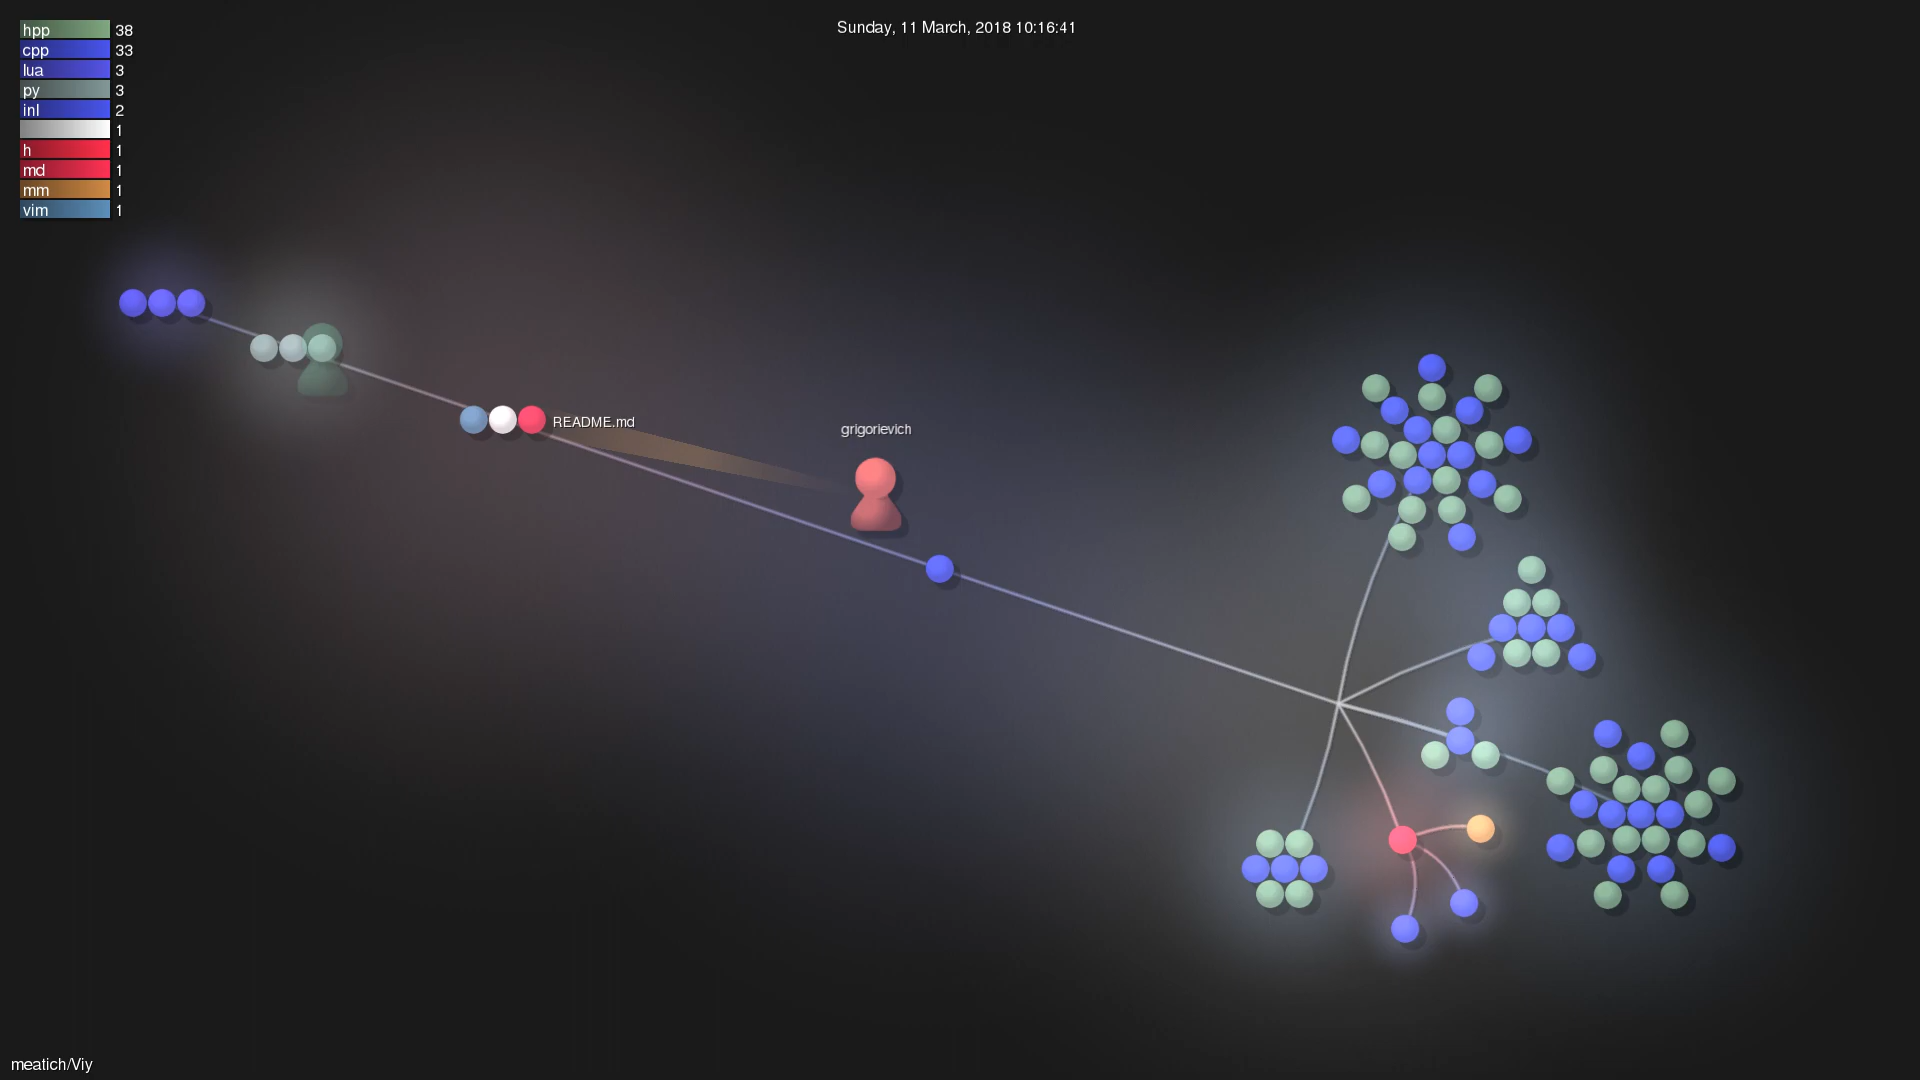 Sunday, 11 March, 2018 10:16:41
hpp 38
cpp 33
lua 3
py 3
inl 2
1
h 1
md 1
mm 1
vim 1
README.md
grigorievich
meatich/Viy